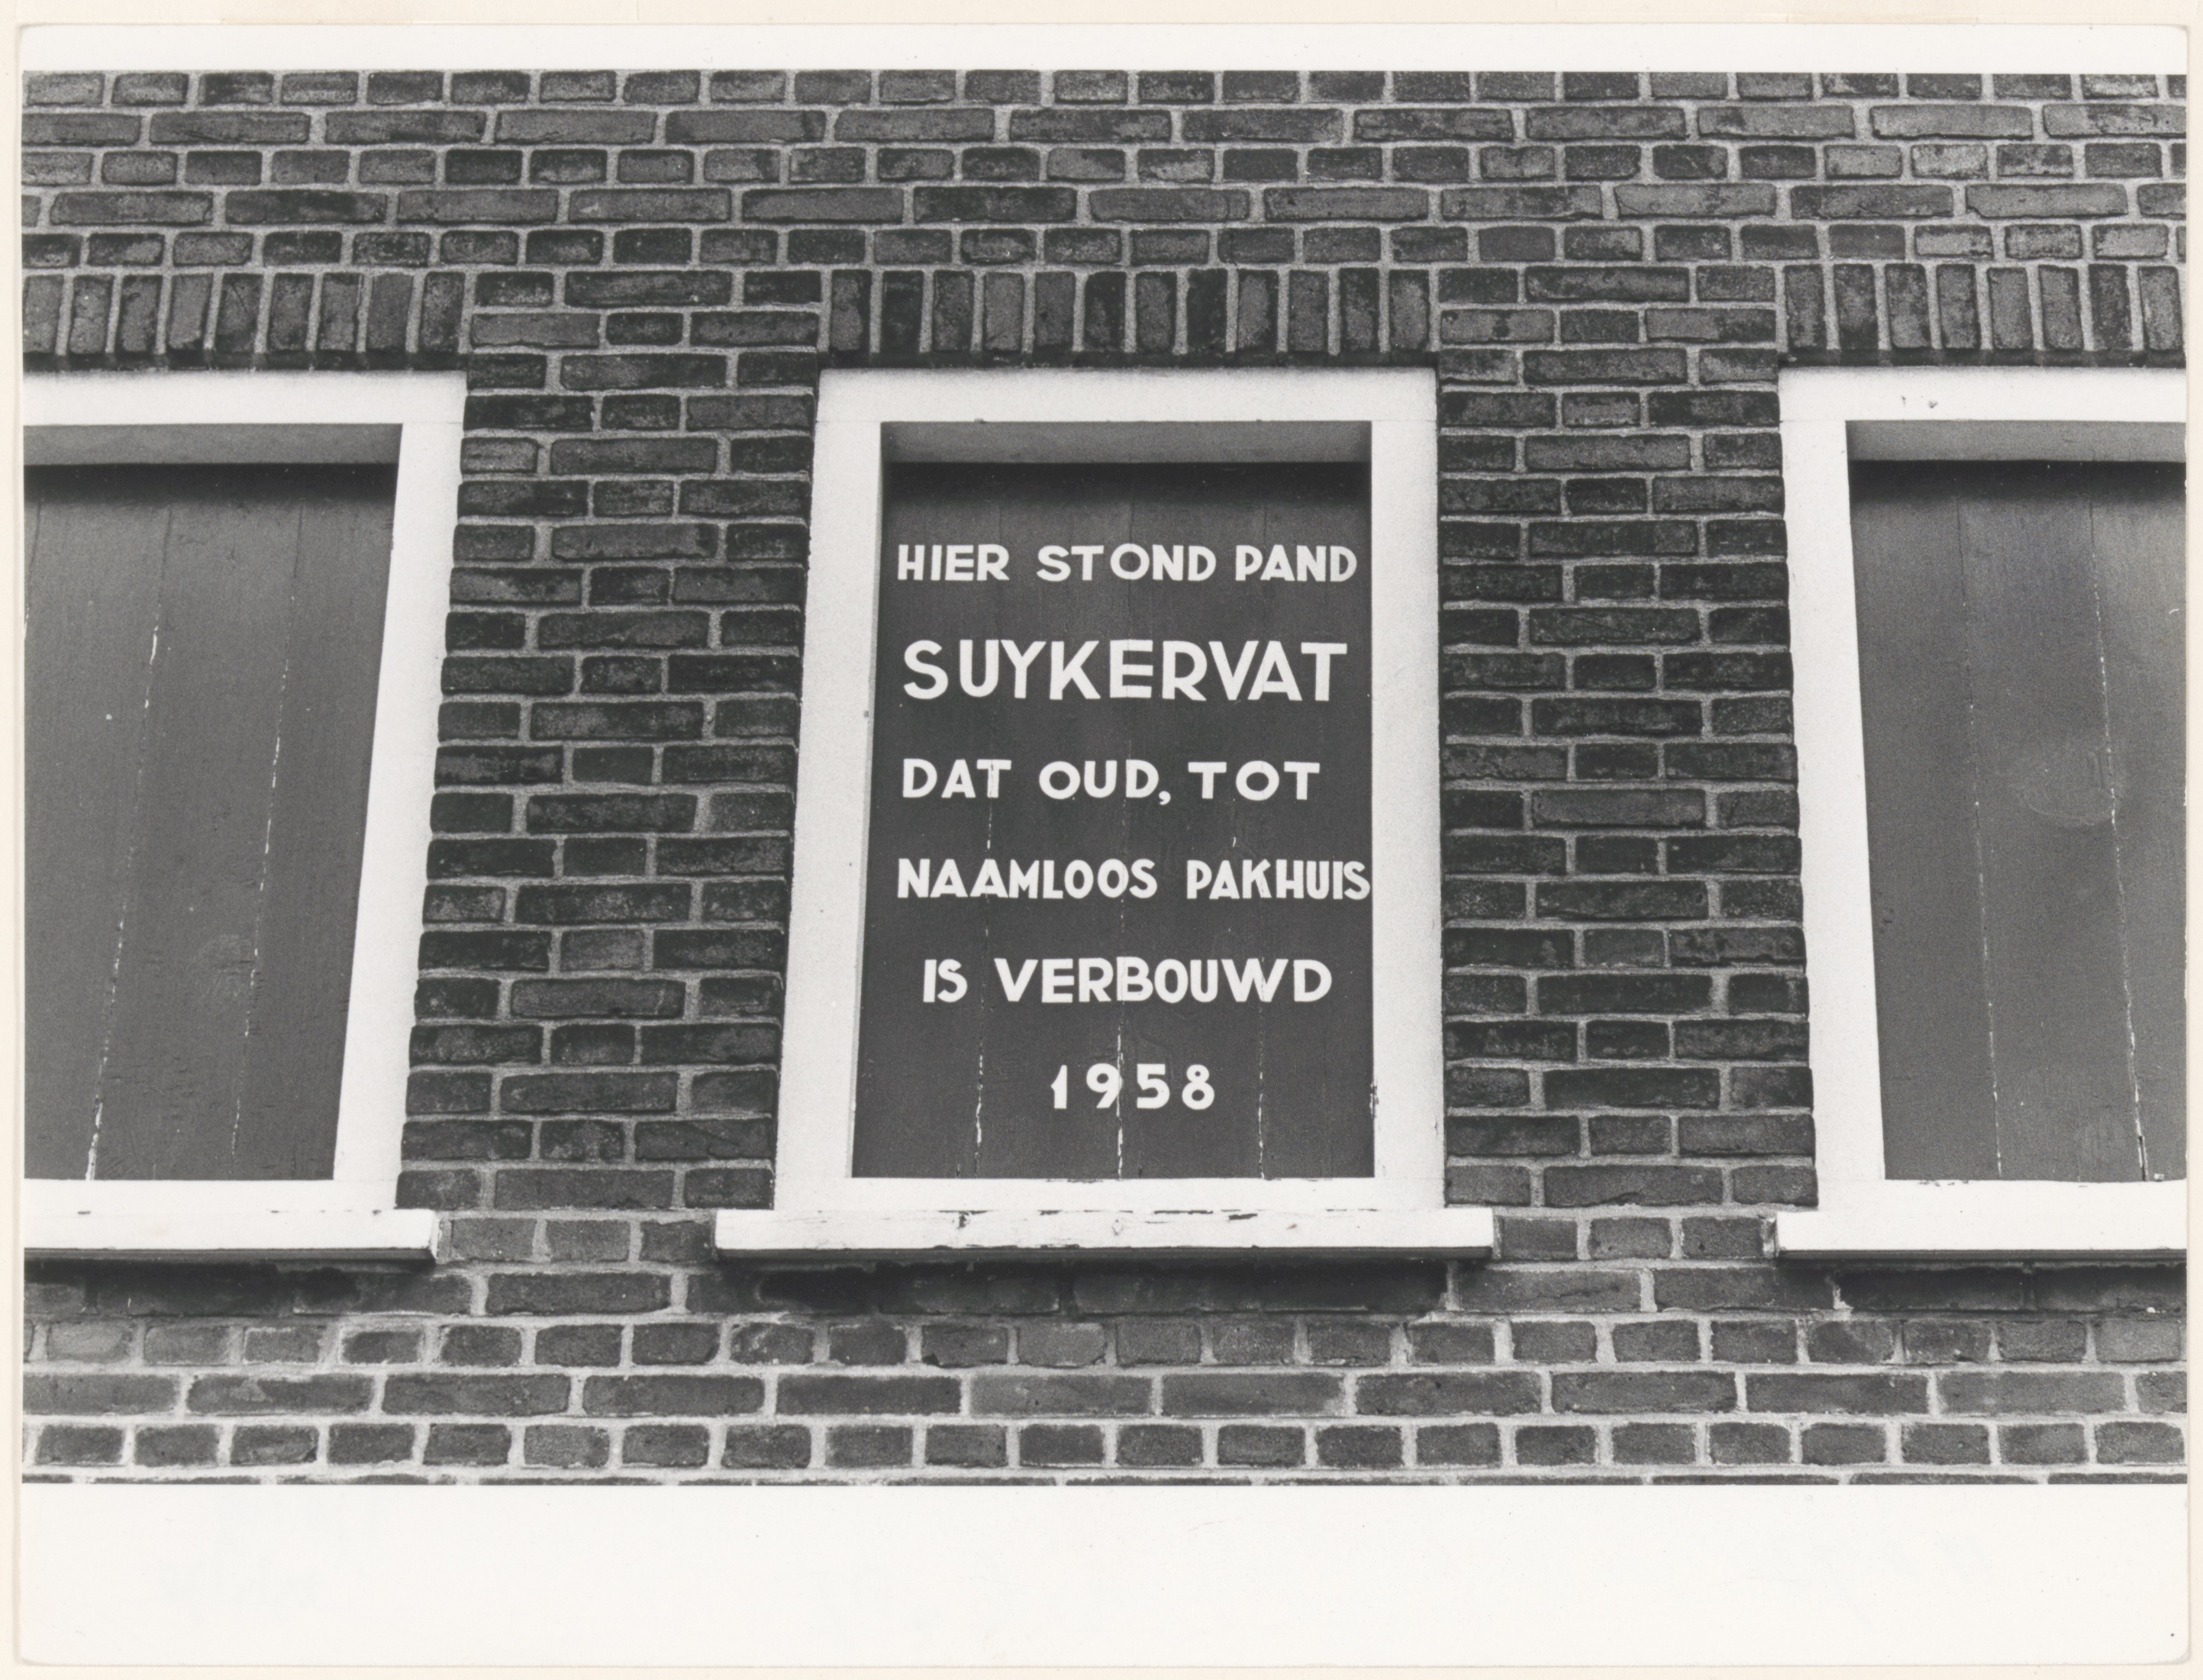 HIER STOND PAND
SUYKERVAT
DAT OUD, TOT
NAAMLOOS PAKHUIS
IS VERBOUWD
1958